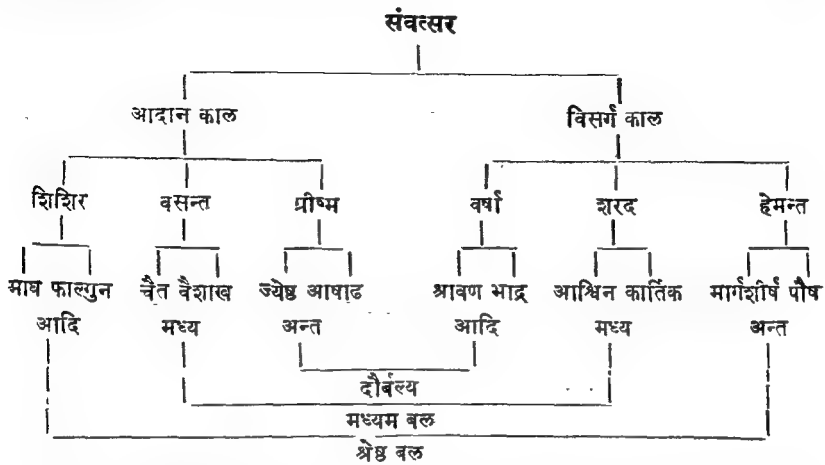 संवत्सर
आदान काल विसर्ग काल
शिशिर वसन्त ग्रीष्म वर्षा शरद हेमन्त
माघ फाल्गुन चैत वैशाख ज्येष्ठ आषाढ श्रावण भाद्र आश्विन कार्तिक मार्गशीर्ष पौष
आदि मध्य अन्त आदि मध्य अन्त
दौर्बल्य
मध्यम बल
श्रेष्ठ बल